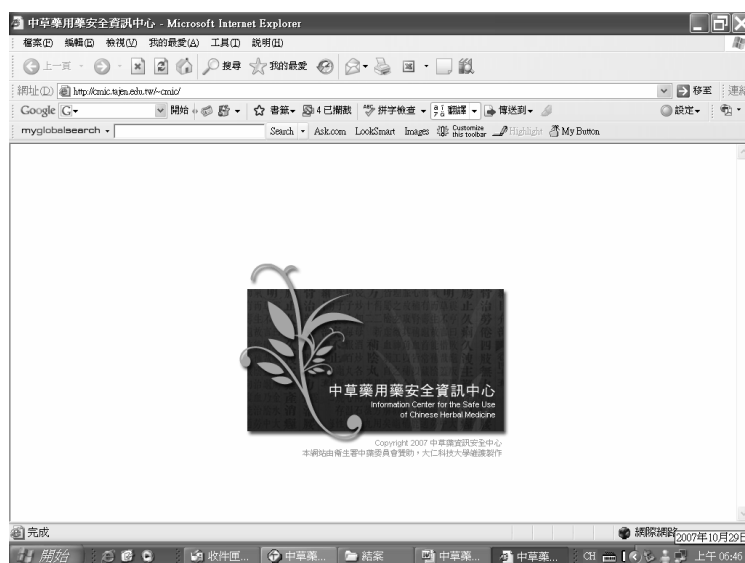 中草藥用藥安全資訊中心 - Microsoft Internet Explorer
檔案(F) 編輯(E) 檢視(V) 我的最愛(A) 工具(T) 說明(H)
上一頁 搜尋 我的最愛
網址(D) http://cmic.tajen.edu.tw/~cmic/ 移至 連結
Google G 開始 書籤 4 已攔截 拼字檢查 翻譯 傳送到 設定
myglobalsearch Search Ask.com LookSmart Images Customize this toolbar Highlight My Button
中草藥用藥安全資訊中心
Information Center for the Safe Use
of Chinese Herbal Medicine
Copyright 2007 中草藥資訊安全中心
本網站由衛生署中藥委員會贊助，大仁科技大學維護製作
完成 網際網路
2007年10月29日
開始 收件匣... 中草藥... 結案 中草藥... 中草藥... CH 上午 06:46